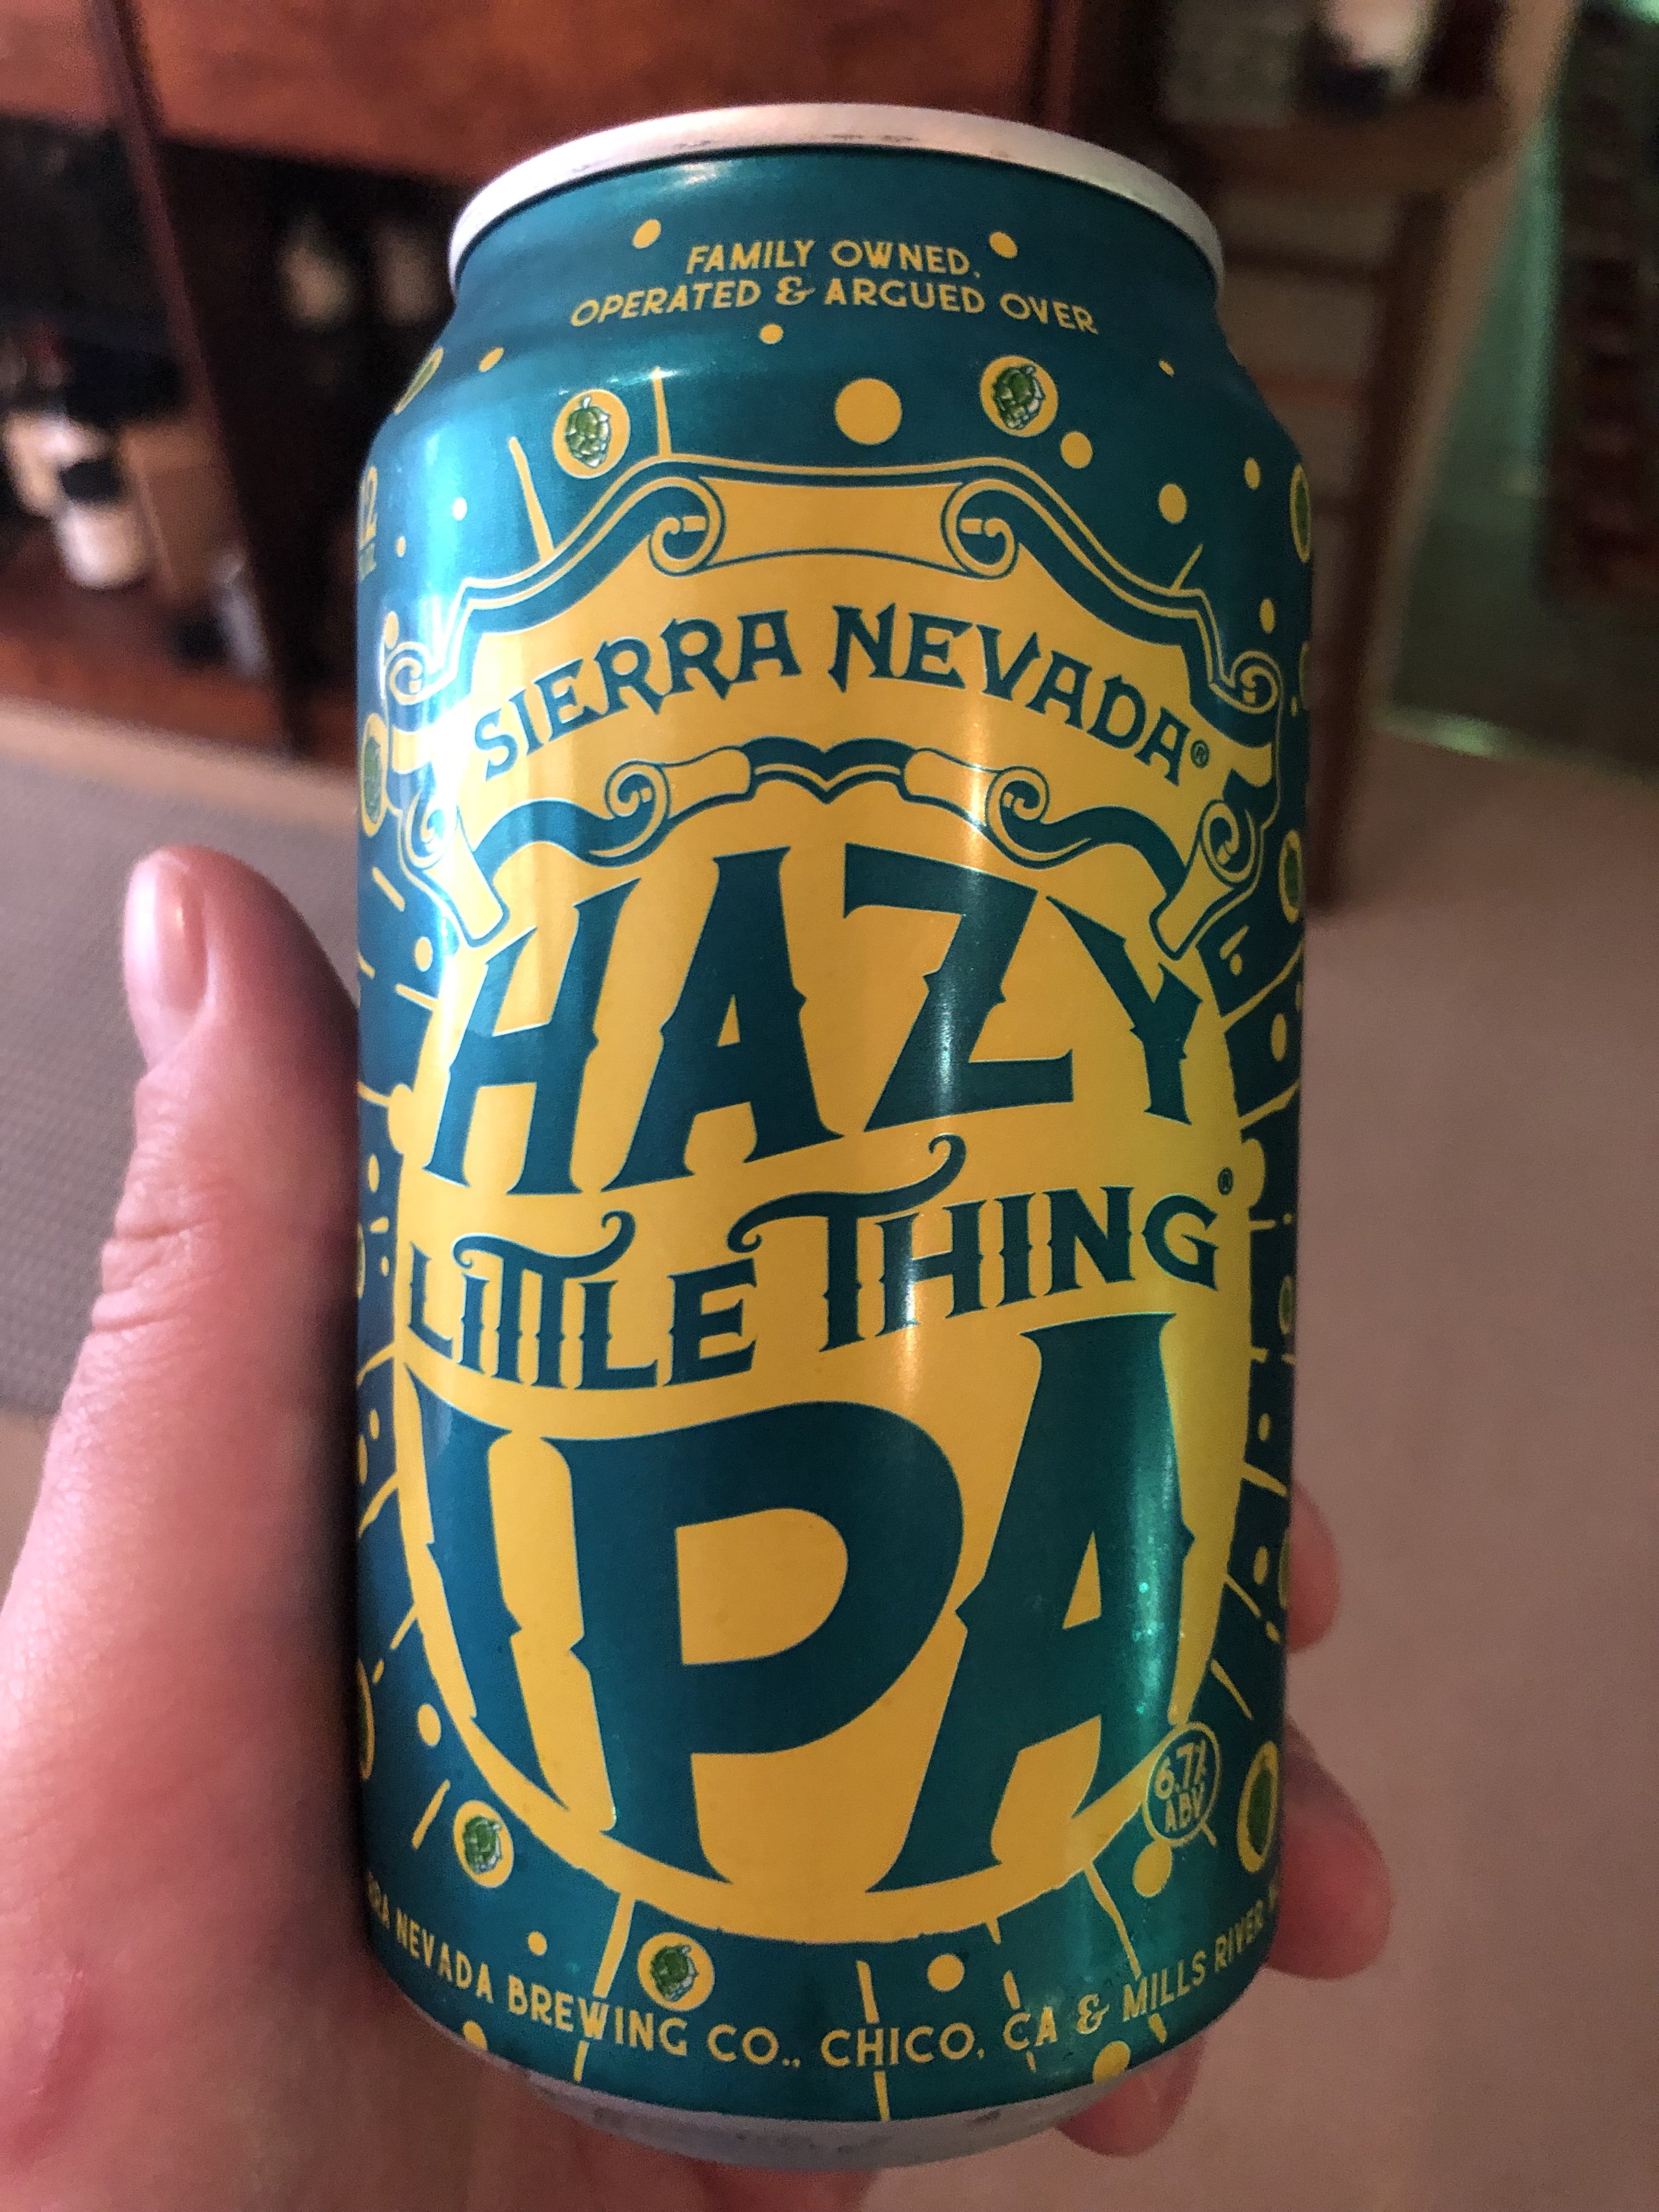 FAMILY OWNED,
OPERATED & ARGUED OVER
12
SIERRA NEVADA®
HAZY
LITTLE THING®
IPA
6.7%
ABV
NEVADA BREWING CO., CHICO, CA & MILLS RIVER